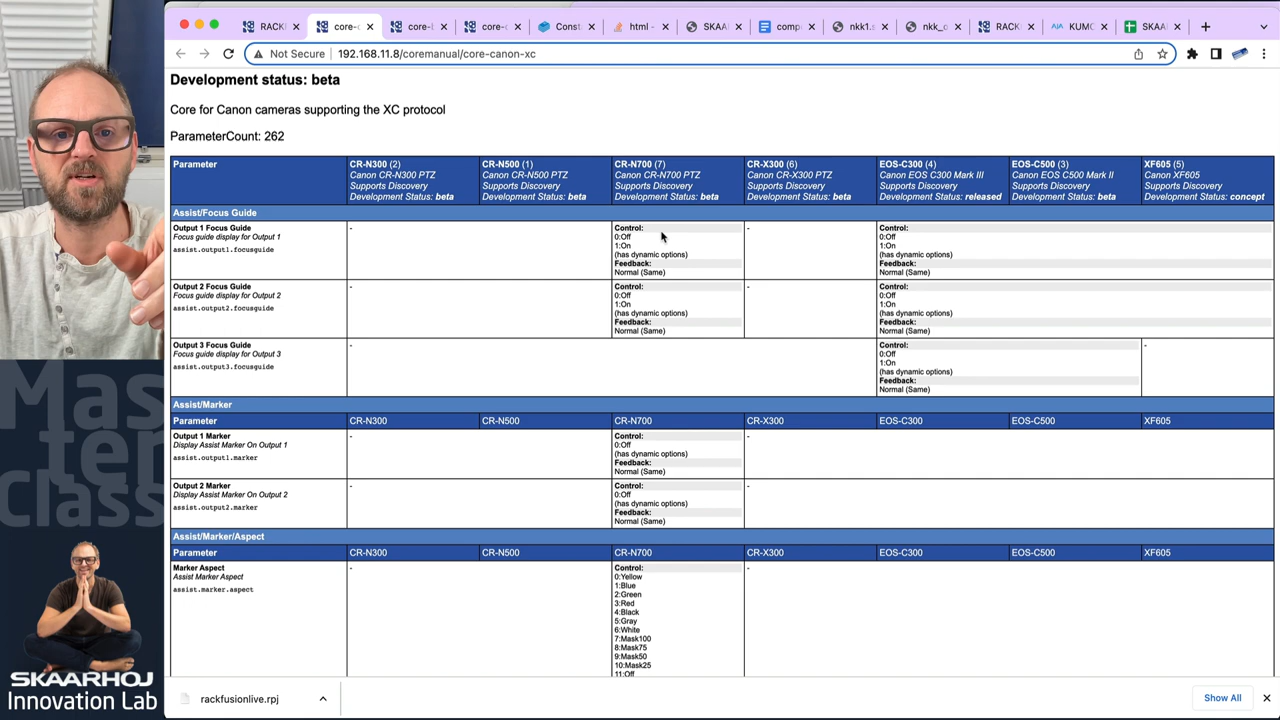 RACKI
core-c
core-l
core-c
Consta
html -
SKAAI
comp
nkk1.s
nkk_c
RACK
KUMO
SKAA
Not Secure
192.168.11.8/coremanual/core-canon-xc
Development status: beta
Core for Canon cameras supporting the XC protocol
ParameterCount: 262
Parameter
CR-N300 (2)
Canon CR-N300 PTZ
Supports Discovery
Development Status: beta
CR-N500 (1)
Canon CR-N500 PTZ
Supports Discovery
Development Status: beta
CR-N700 (7)
Canon CR-N700 PTZ
Supports Discovery
Development Status: beta
CR-X300 (6)
Canon CR-X300 PTZ
Supports Discovery
Development Status: beta
EOS-C300 (4)
Canon EOS C300 Mark III
Supports Discovery
Development Status: released
EOS-C500 (3)
Canon EOS C500 Mark II
Supports Discovery
Development Status: beta
XF605 (5)
Canon XF605
Supports Discovery
Development Status: concept
Assist/Focus Guide
Output 1 Focus Guide
Focus guide display for Output 1
assist.output1.focusguide
-
Control:
0:Off
1:On
(has dynamic options)
Feedback:
Normal (Same)
-
Control:
0:Off
1:On
(has dynamic options)
Feedback:
Normal (Same)
Output 2 Focus Guide
Focus guide display for Output 2
assist.output2.focusguide
-
Control:
0:Off
1:On
(has dynamic options)
Feedback:
Normal (Same)
-
Control:
0:Off
1:On
(has dynamic options)
Feedback:
Normal (Same)
Output 3 Focus Guide
Focus guide display for Output 3
assist.output3.focusguide
-
Control:
0:Off
1:On
(has dynamic options)
Feedback:
Normal (Same)
-
Assist/Marker
Parameter CR-N300 CR-N500 CR-N700 CR-X300 EOS-C300 EOS-C500 XF605
Output 1 Marker
Display Assist Marker On Output 1
assist.output1.marker
-
Control:
0:Off
(has dynamic options)
Feedback:
Normal (Same)
-
Output 2 Marker
Display Assist Marker On Output 2
assist.output2.marker
-
Control:
0:Off
(has dynamic options)
Feedback:
Normal (Same)
-
Assist/Marker/Aspect
Parameter CR-N300 CR-N500 CR-N700 CR-X300 EOS-C300 EOS-C500 XF605
Marker Aspect
Assist Marker Aspect
assist.marker.aspect
-
Control:
0:Yellow
1:Blue
2:Green
3:Red
4:Black
5:Gray
6:White
7:Mask100
8:Mask75
9:Mask50
10:Mask25
11:Off
-
Mas
ter
Class
SKAARHOJ
Innovation Lab
rackfusionlive.rpj
Show All